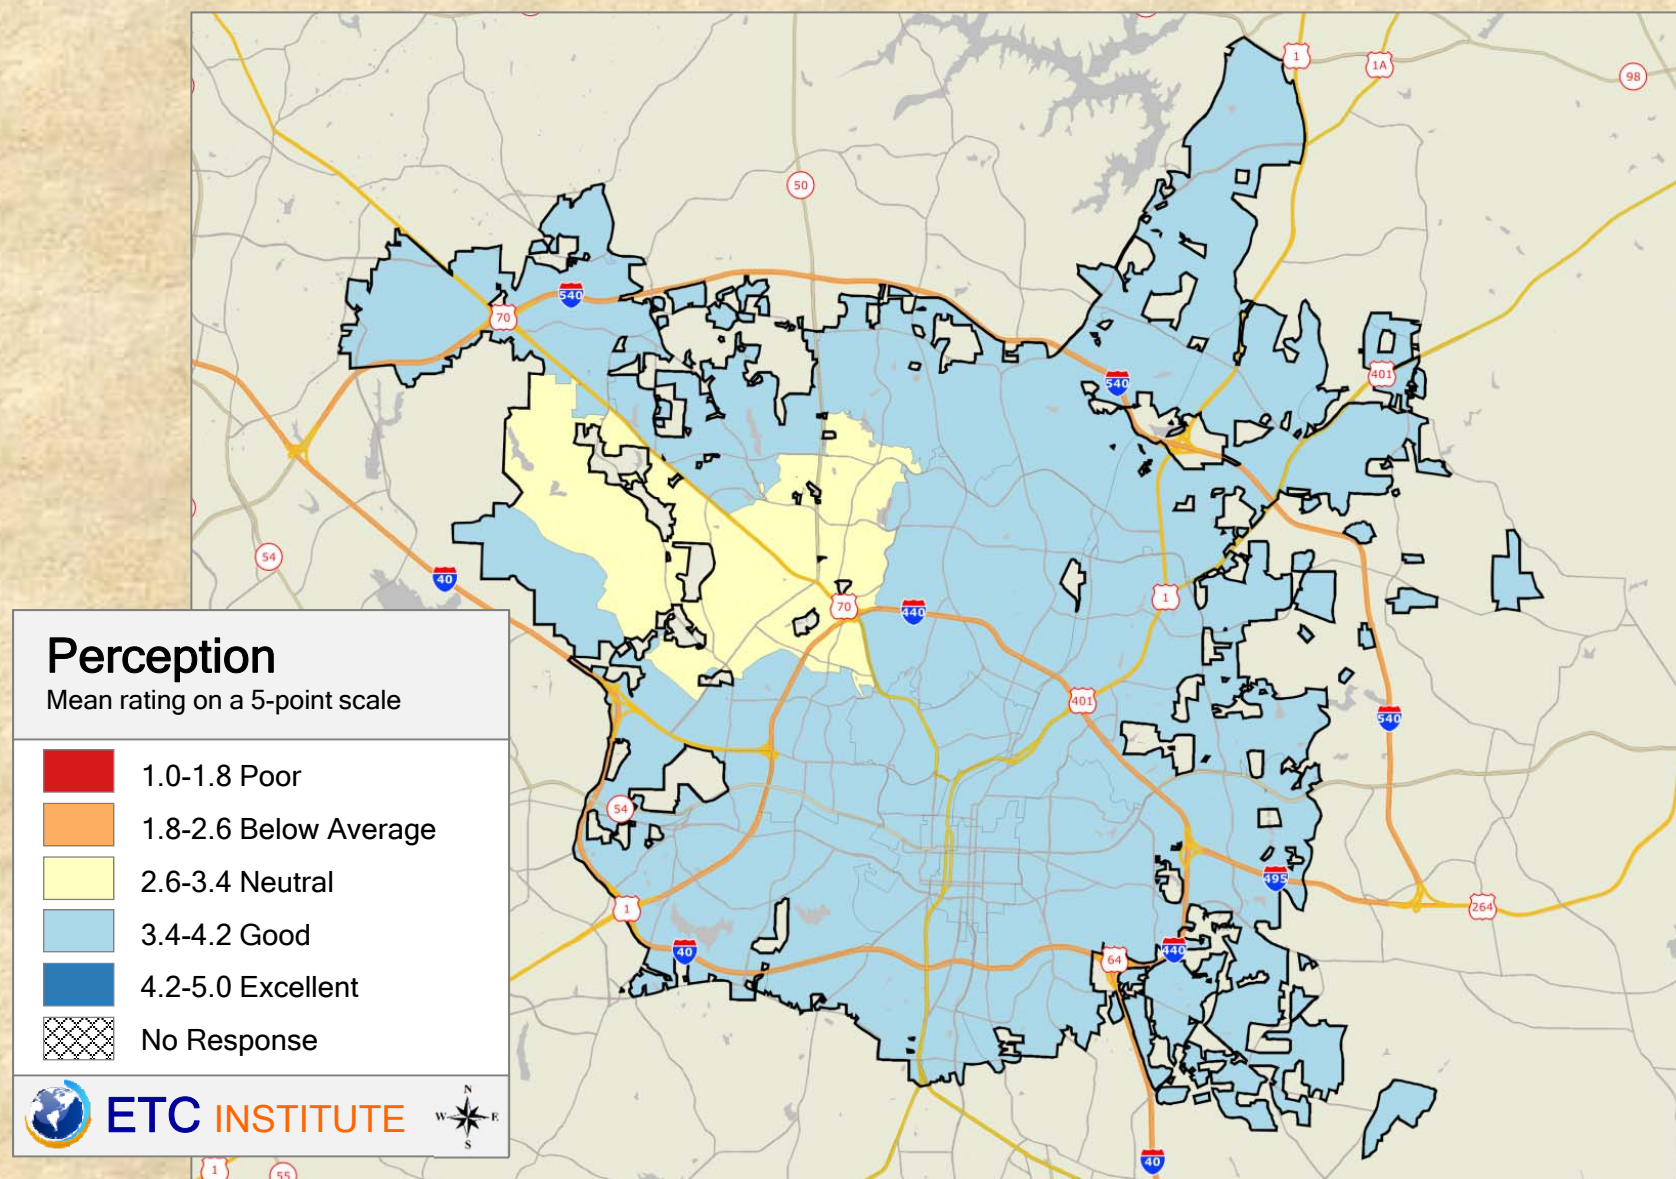 1
1A
98
50
540
70
401
540
54
40
1
70
440
401
540
54
495
1
264
40
64
440
40
1
55
Perception
Mean rating on a 5-point scale
1.0-1.8 Poor
1.8-2.6 Below Average
2.6-3.4 Neutral
3.4-4.2 Good
4.2-5.0 Excellent
No Response
ETC INSTITUTE
N
W E
S